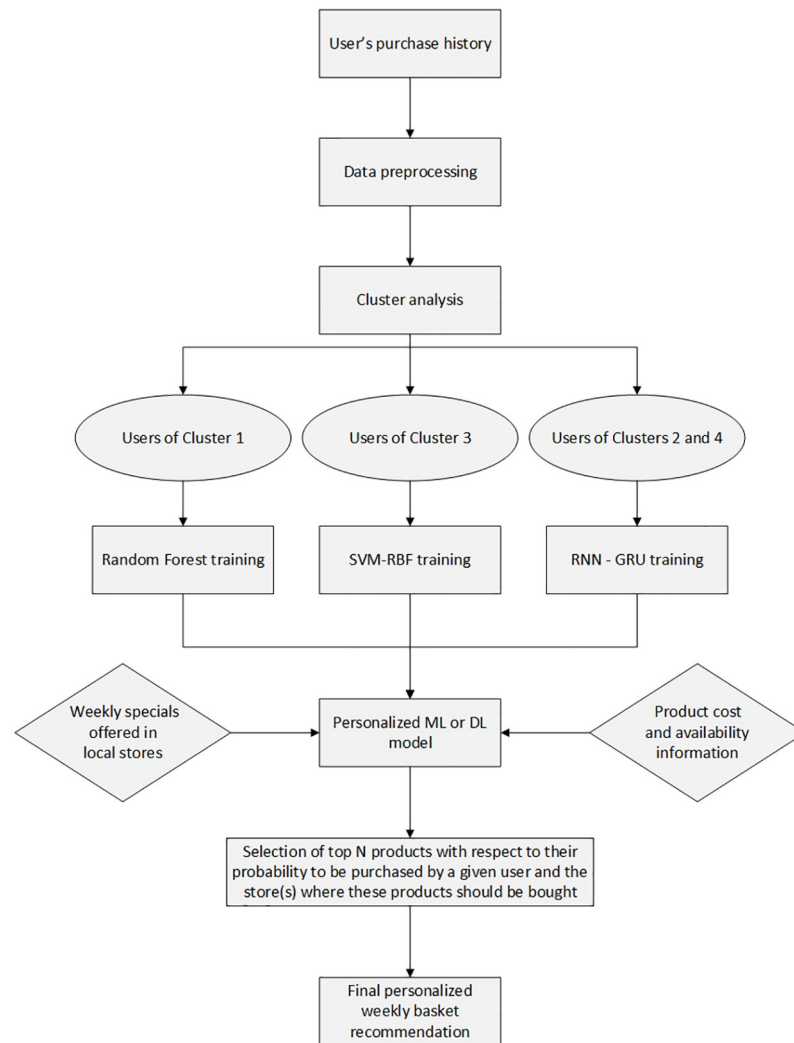 User’s purchase history
Data preprocessing
Cluster analysis
Users of Cluster 1
Users of Cluster 3
Users of Clusters 2 and 4
Random Forest training
SVM-RBF training
RNN - GRU training
Weekly specials
offered in
local stores
Personalized ML or DL
model
Product cost
and availability
information
Selection of top N products with respect to their
probability to be purchased by a given user and the
store(s) where these products should be bought
Final personalized
weekly basket
recommendation